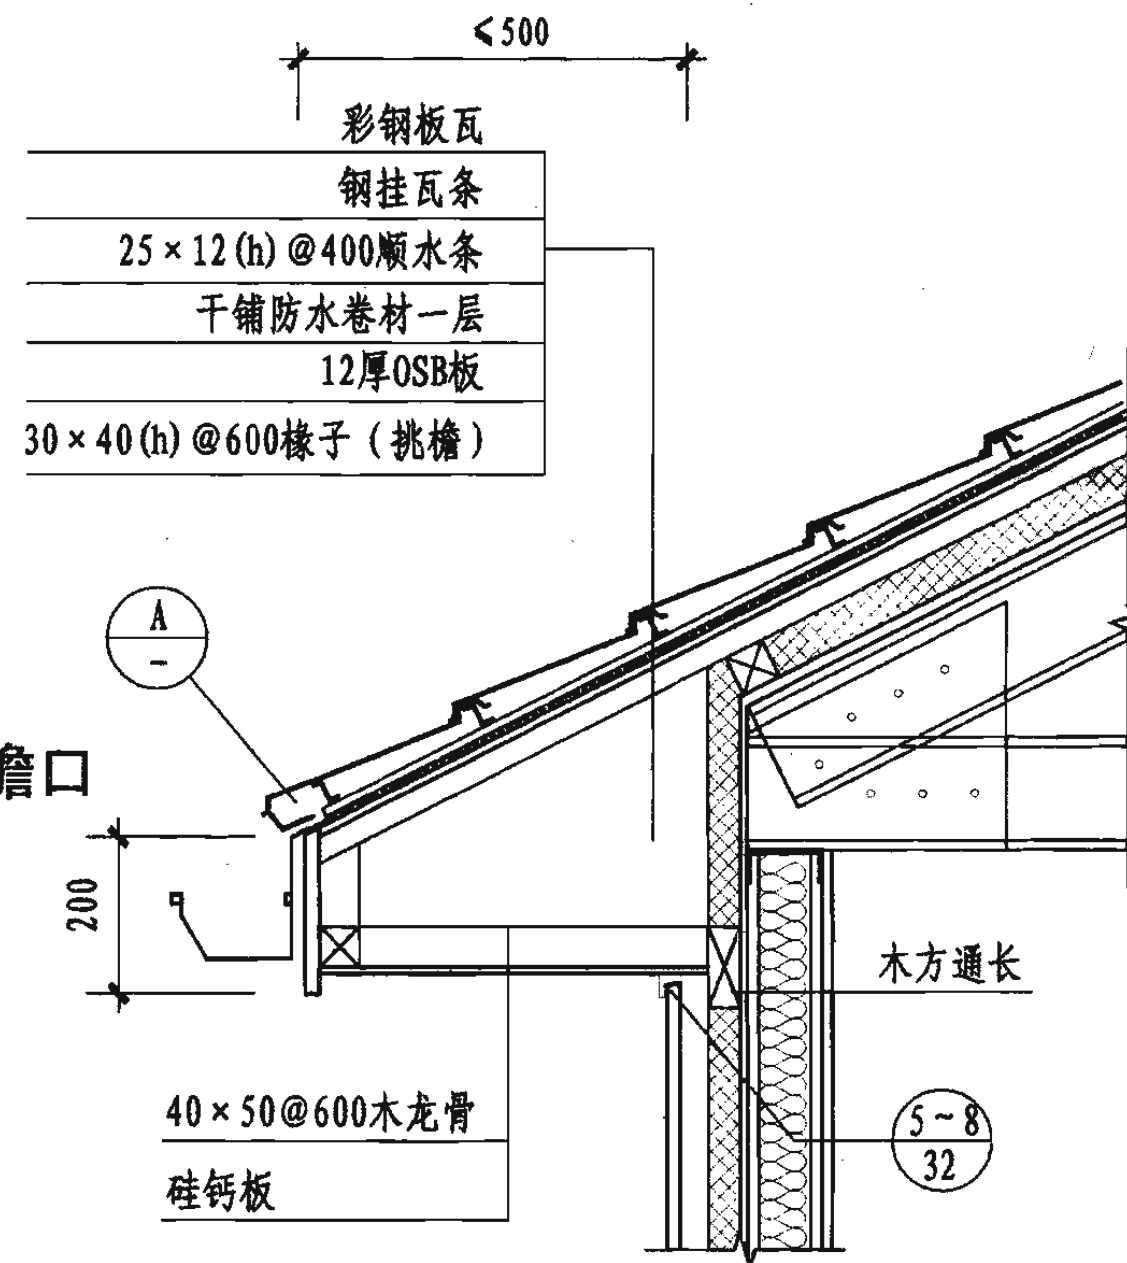 ≤500
彩钢板瓦
钢挂瓦条
25×12(h)@400顺水条
干铺防水卷材一层
12厚OSB板
30×40(h)@600椽子（挑檐）
A
-
檐口
200
木方通长
40×50@600木龙骨
硅钙板
5~8
32